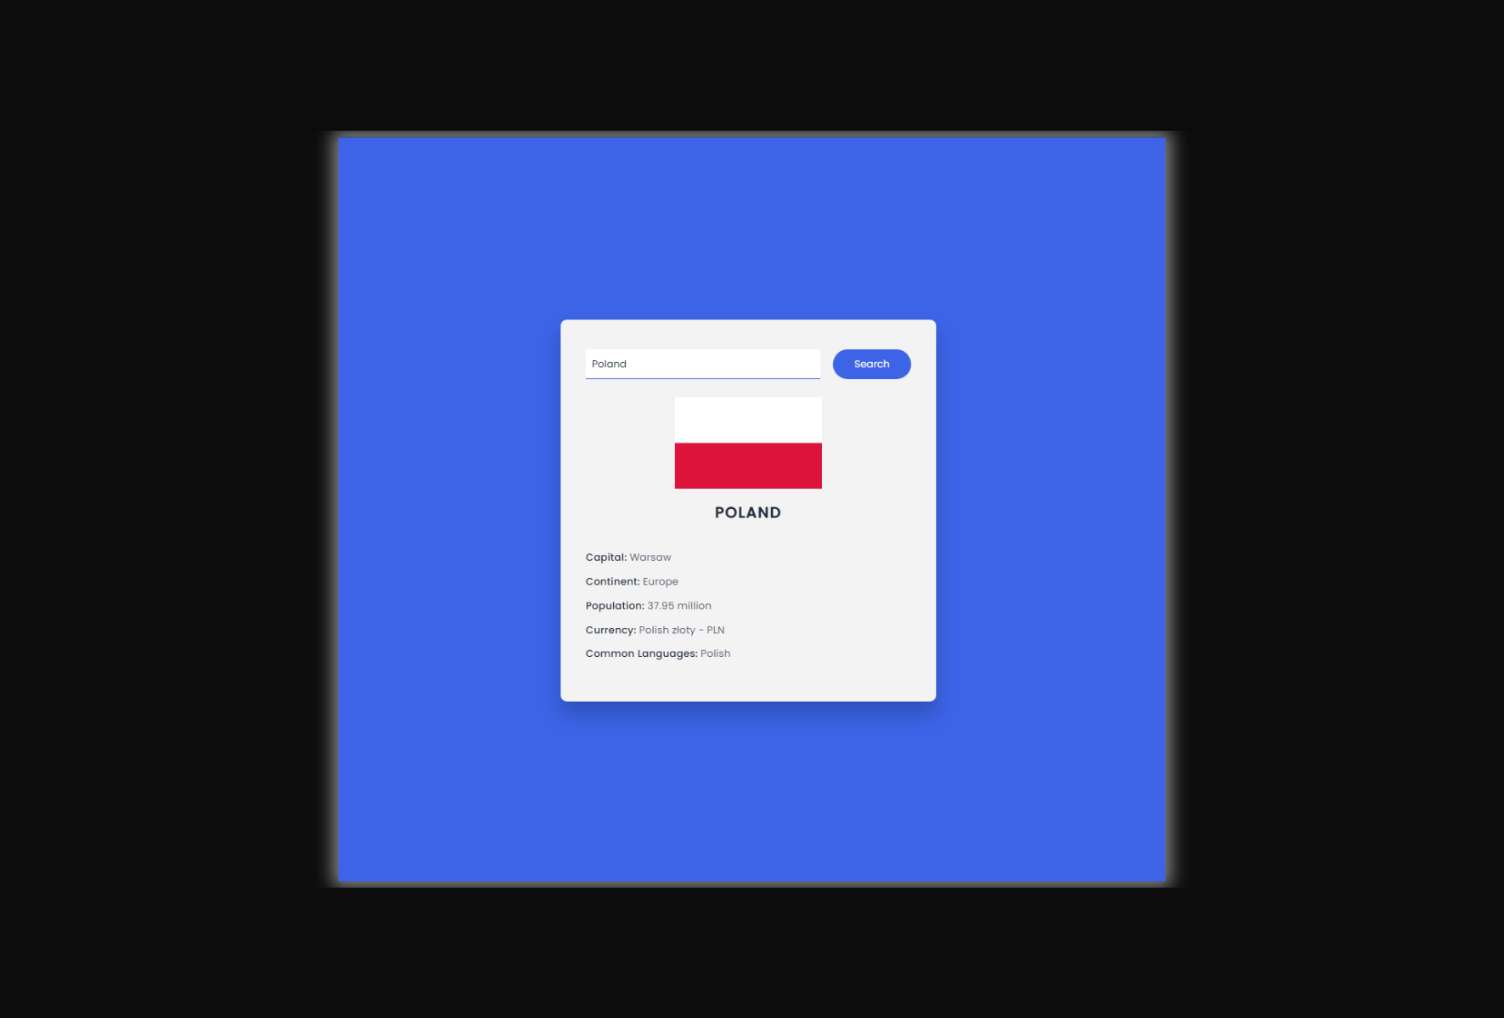 Poland
Search
POLAND
Capital: Warsaw
Continent: Europe
Population: 37.95 million
Currency: Polish złoty - PLN
Common Languages: Polish